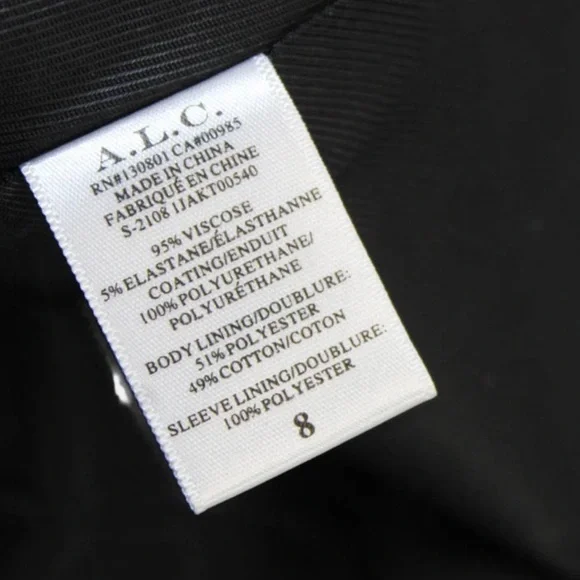 A.L.C.
RN#130801 CA#00985
MADE IN CHINA
FABRIQUÉ EN CHINE
S-2108 1JAKT00540
95% VISCOSE
5% ELASTANE/ÉLASTHANNE
COATING/ENDUIT
100% POLYURETHANE/
POLYURÉTHANE
BODY LINING/DOUBLURE:
51% POLYESTER
49% COTTON/COTON
SLEEVE LINING/DOUBLURE:
100% POLYESTER
8